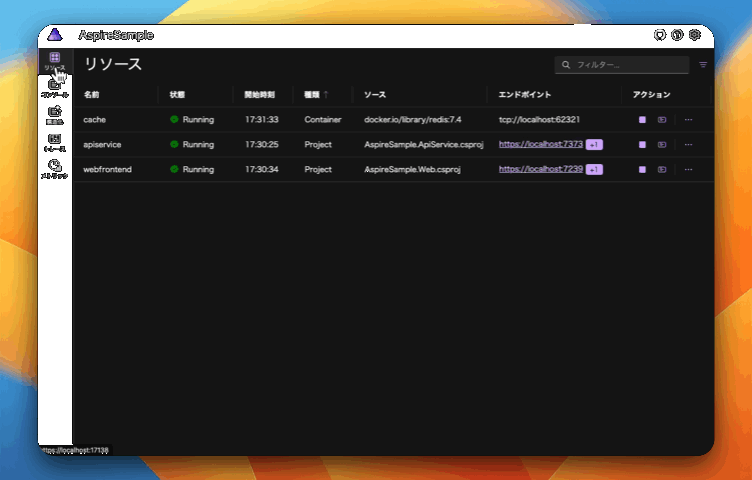 AspireSample
リソース
コンソール
構造化
トレース
メトリック
リソース
フィルター...
名前 状態 開始時刻 種類 ソース エンドポイント アクション
cache Running 17:31:33 Container docker.io/library/redis:7.4 tcp://localhost:62321
apiservice Running 17:30:25 Project AspireSample.ApiService.csproj https://localhost:7373 +1
webfrontend Running 17:30:34 Project AspireSample.Web.csproj https://localhost:7239 +1
https://localhost:17138